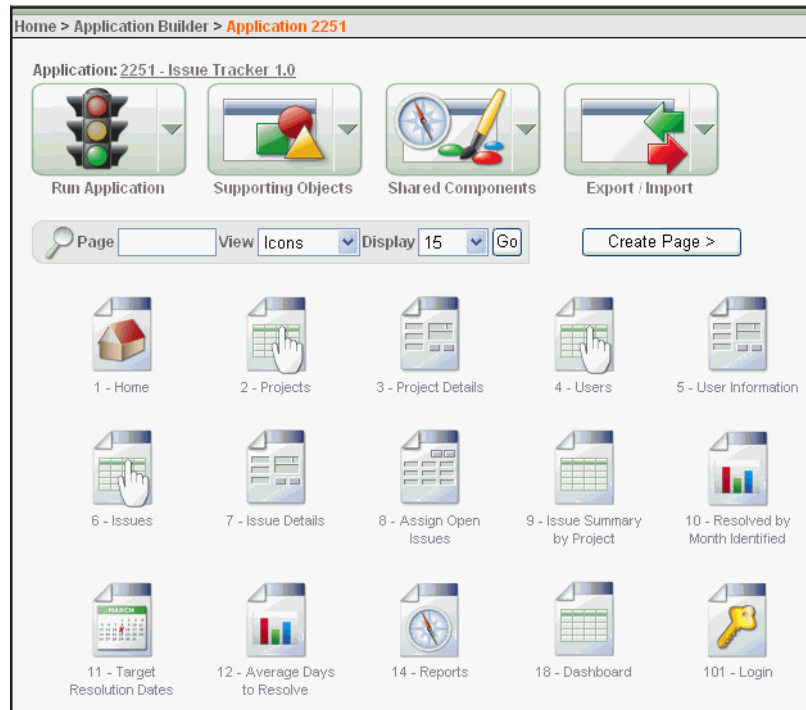 Home > Application Builder > Application 2251
Application: 2251 - Issue Tracker 1.0
Run Application
Supporting Objects
Shared Components
Export / Import
Page View Icons Display 15 Go Create Page >
1 - Home
2 - Projects
3 - Project Details
4 - Users
5 - User Information
6 - Issues
7 - Issue Details
8 - Assign Open
Issues
9 - Issue Summary
by Project
10 - Resolved by
Month Identified
MARCH
11 - Target
Resolution Dates
12 - Average Days
to Resolve
14 - Reports
18 - Dashboard
101 - Login